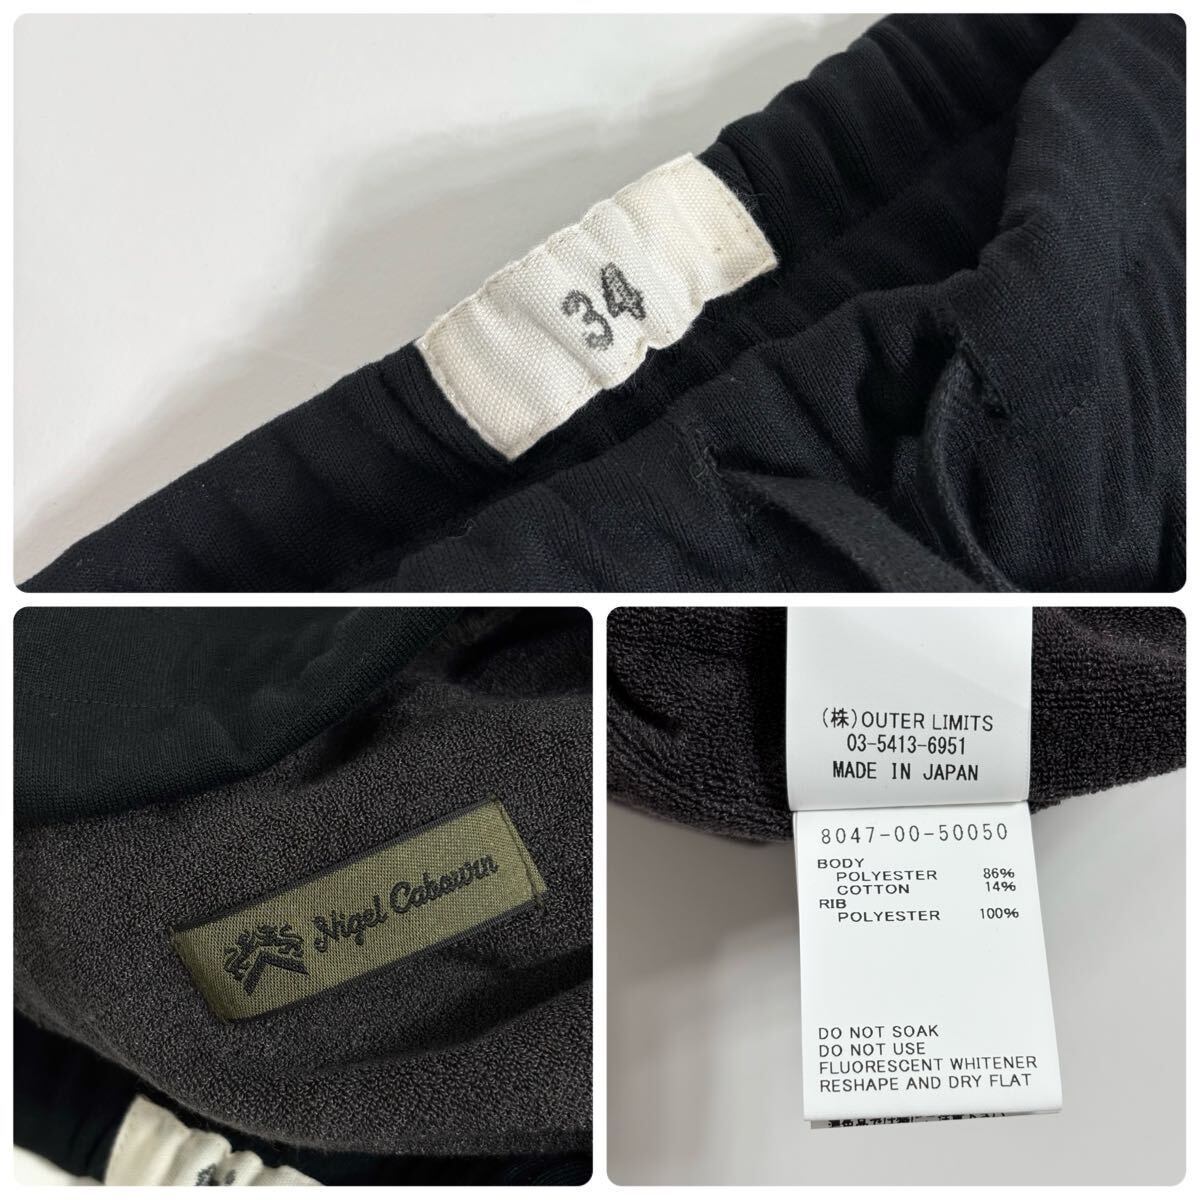 34
Nigel Cabourn
(株)OUTER LIMITS
03-5413-6951
MADE IN JAPAN
8047-00-50050
BODY
POLYESTER 86%
COTTON 14%
RIB
POLYESTER 100%
DO NOT SOAK
DO NOT USE
FLUORESCENT WHITENER
RESHAPE AND DRY FLAT